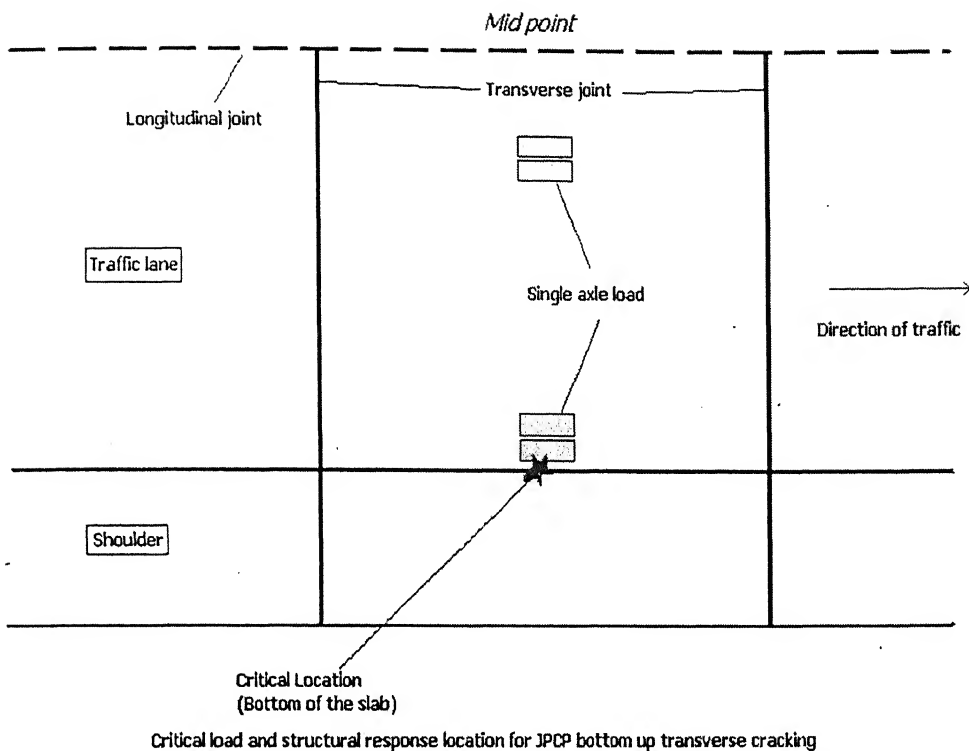 Mid point
Transverse joint
Longitudinal joint
Traffic lane
Single axle load
Direction of traffic
Shoulder
Critical Location
(Bottom of the slab)
Critical load and structural response location for JPCP bottom up transverse cracking